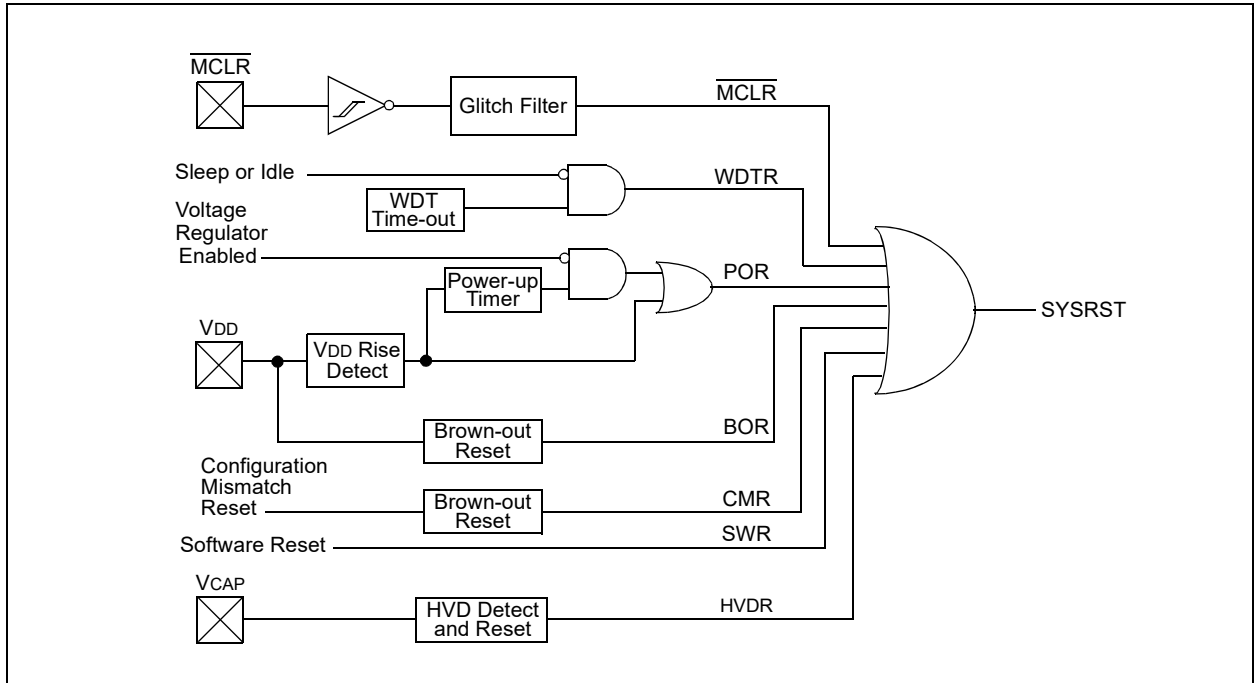 MCLR
Glitch Filter
MCLR
Sleep or Idle
WDT
Time-out
WDTR
Voltage
Regulator
Enabled
Power-up
Timer
POR
SYSRST
VDD
VDD Rise
Detect
Brown-out
Reset
BOR
Configuration
Mismatch
Reset
Brown-out
Reset
CMR
Software Reset
SWR
VCAP
HVD Detect
and Reset
HVDR